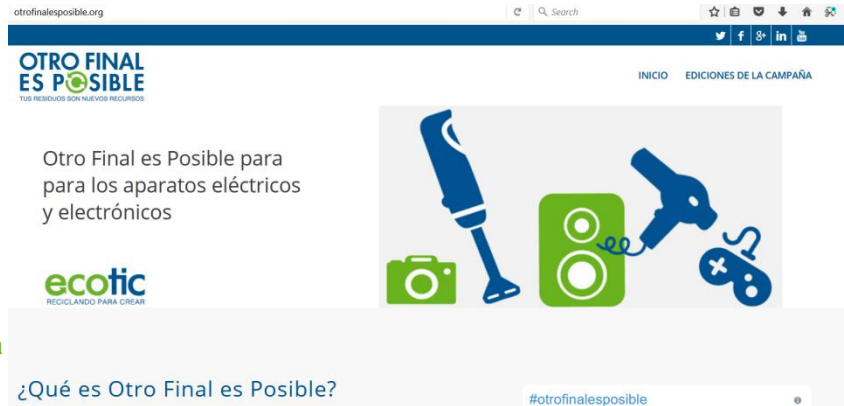 otrofinalesposible.org
Search
OTRO FINAL
ES POSIBLE
TUS RESIDUOS SON NUEVOS RECURSOS
INICIO EDICIONES DE LA CAMPAÑA
Otro Final es Posible para
para los aparatos eléctricos
y electrónicos
ecotic
RECICLANDO PARA CREAR
¿Qué es Otro Final es Posible?
#otrofinalesposible